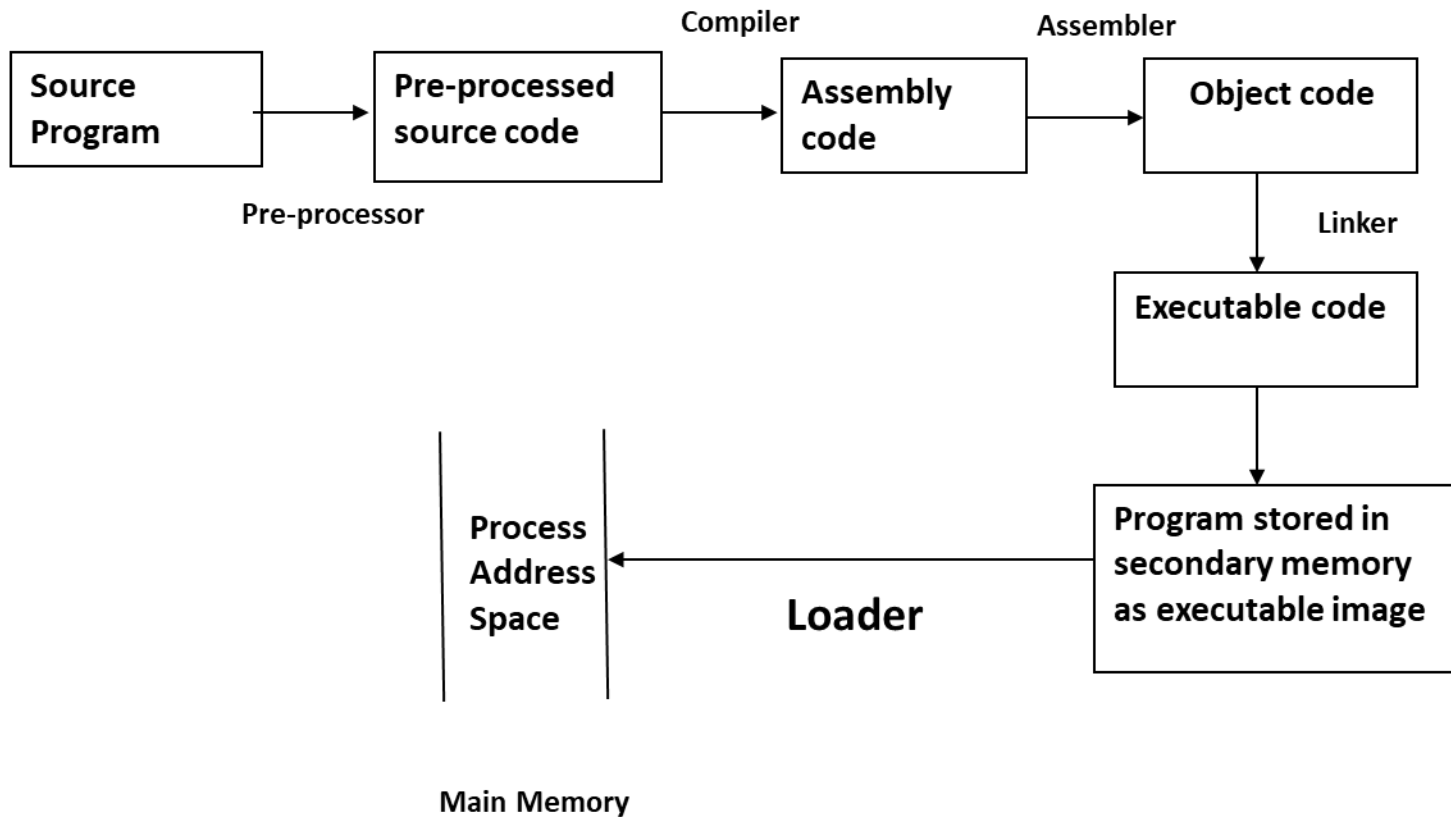 Compiler
Assembler
Source
Program
Pre-processed
source code
Assembly
code
Object code
Pre-processor
Linker
Executable code
Process
Address
Space
Loader
Program stored in
secondary memory
as executable image
Main Memory